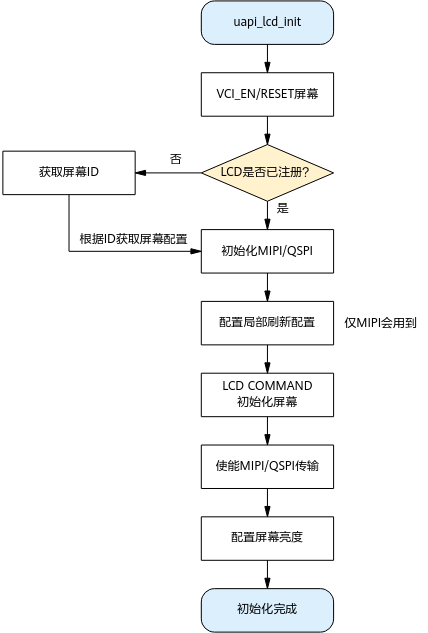 uapi_lcd_init
VCI_EN/RESET屏幕
LCD是否已注册?
否
获取屏幕ID
是
根据ID获取屏幕配置
初始化MIPI/QSPI
配置局部刷新配置
仅MIPI会用到
LCD COMMAND
初始化屏幕
使能MIPI/QSPI传输
配置屏幕亮度
初始化完成